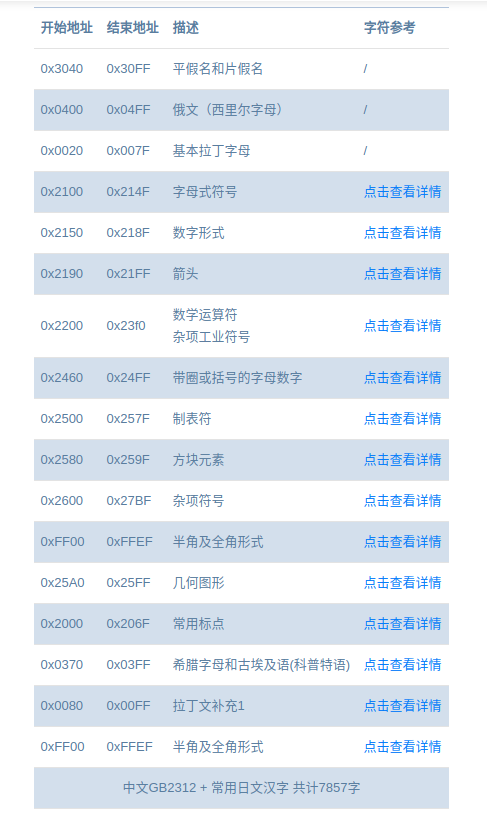 开始地址 结束地址 描述 字符参考
0x3040 0x30FF 平假名和片假名 /
0x0400 0x04FF 俄文（西里尔字母） /
0x0020 0x007F 基本拉丁字母 /
0x2100 0x214F 字母式符号 点击查看详情
0x2150 0x218F 数字形式 点击查看详情
0x2190 0x21FF 箭头 点击查看详情
0x2200 0x23f0 数学运算符 点击查看详情
杂项工业符号
0x2460 0x24FF 带圈或括号的字母数字 点击查看详情
0x2500 0x257F 制表符 点击查看详情
0x2580 0x259F 方块元素 点击查看详情
0x2600 0x27BF 杂项符号 点击查看详情
0xFF00 0xFFEF 半角及全角形式 点击查看详情
0x25A0 0x25FF 几何图形 点击查看详情
0x2000 0x206F 常用标点 点击查看详情
0x0370 0x03FF 希腊字母和古埃及语(科普特语) 点击查看详情
0x0080 0x00FF 拉丁文补充1 点击查看详情
0xFF00 0xFFEF 半角及全角形式 点击查看详情
中文GB2312 + 常用日文汉字 共计7857字